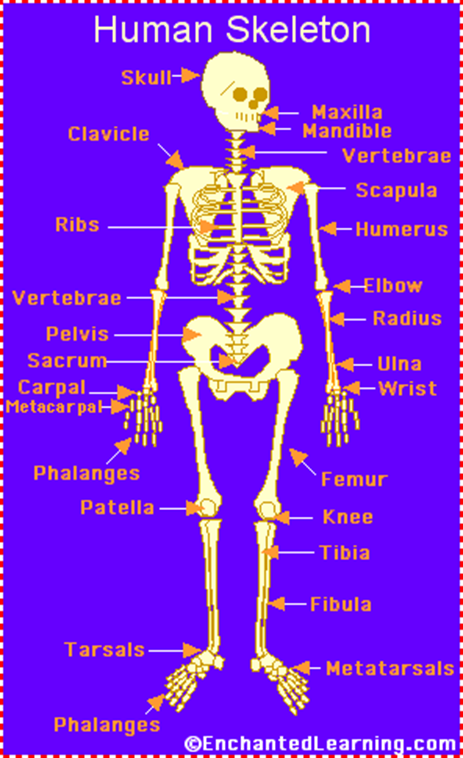 Human Skeleton
Skull
Maxilla
Mandible
Clavicle
Vertebrae
Scapula
Ribs
Humerus
Elbow
Vertebrae
Radius
Pelvis
Sacrum
Ulna
Carpal
Wrist
Metacarpal
Phalanges
Femur
Patella
Knee
Tibia
Fibula
Tarsals
Metatarsals
Phalanges
©EnchantedLearning.com